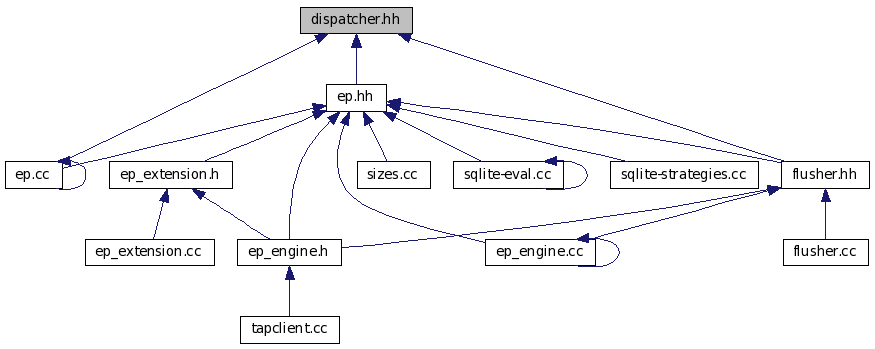 dispatcher.hh
ep.hh
ep.cc
ep_extension.h
sizes.cc
sqlite-eval.cc
sqlite-strategies.cc
flusher.hh
ep_extension.cc
ep_engine.h
ep_engine.cc
flusher.cc
tapclient.cc